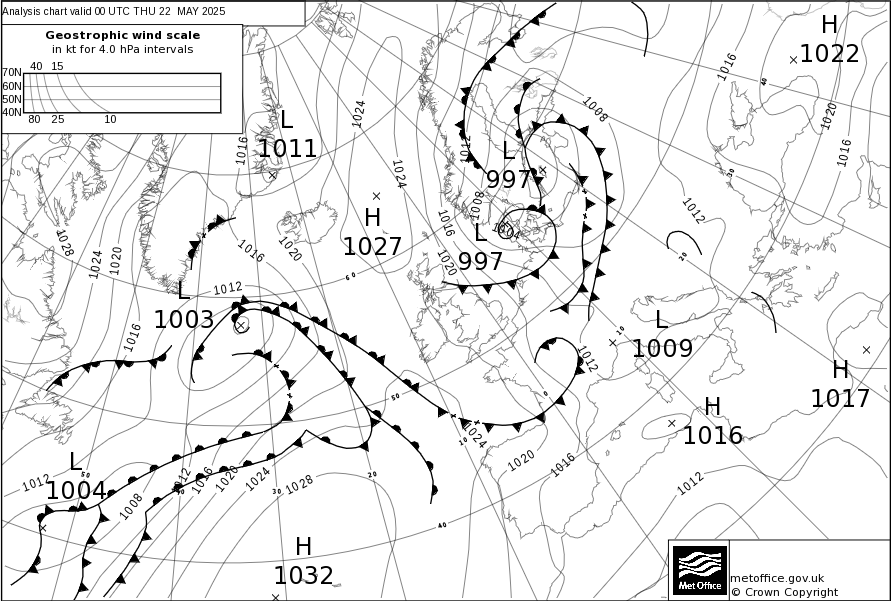 Analysis chart valid 00 UTC THU 22 MAY 2025
Geostrophic wind scale
in kt for 4.0 hPa intervals
40 15
70N
60N
50N
40N
80 25 10
H
1022
1016
40
1020
1016
1024
1008
L
1011
1016
1012
L
997
30
1024
1008
1012
H
1027
1016
1004
L
997
1028
1024
1020
1016
1020
1020
20
60
1012
L
1003
1016
10
L
1009
1012
H
1017
50
0
H
1016
1024
10
L
1004
50
1012
1012
1016
1020
1024
1028
40
30
20
1020
1016
1012
1008
40
H
1032
Met Office
metoffice.gov.uk
© Crown Copyright